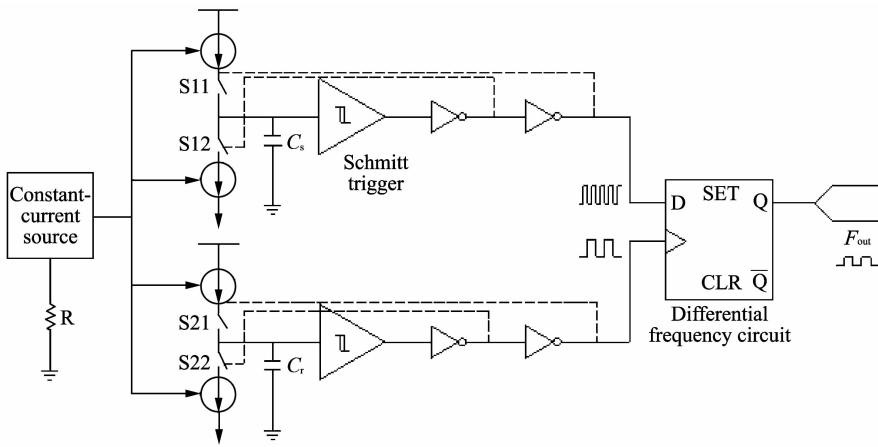 S11
S12
Cs
Schmitt
trigger
Constant-
current
source
R
S21
S22
Cr
D SET Q
CLR Q̅
Fout
Differential
frequency circuit